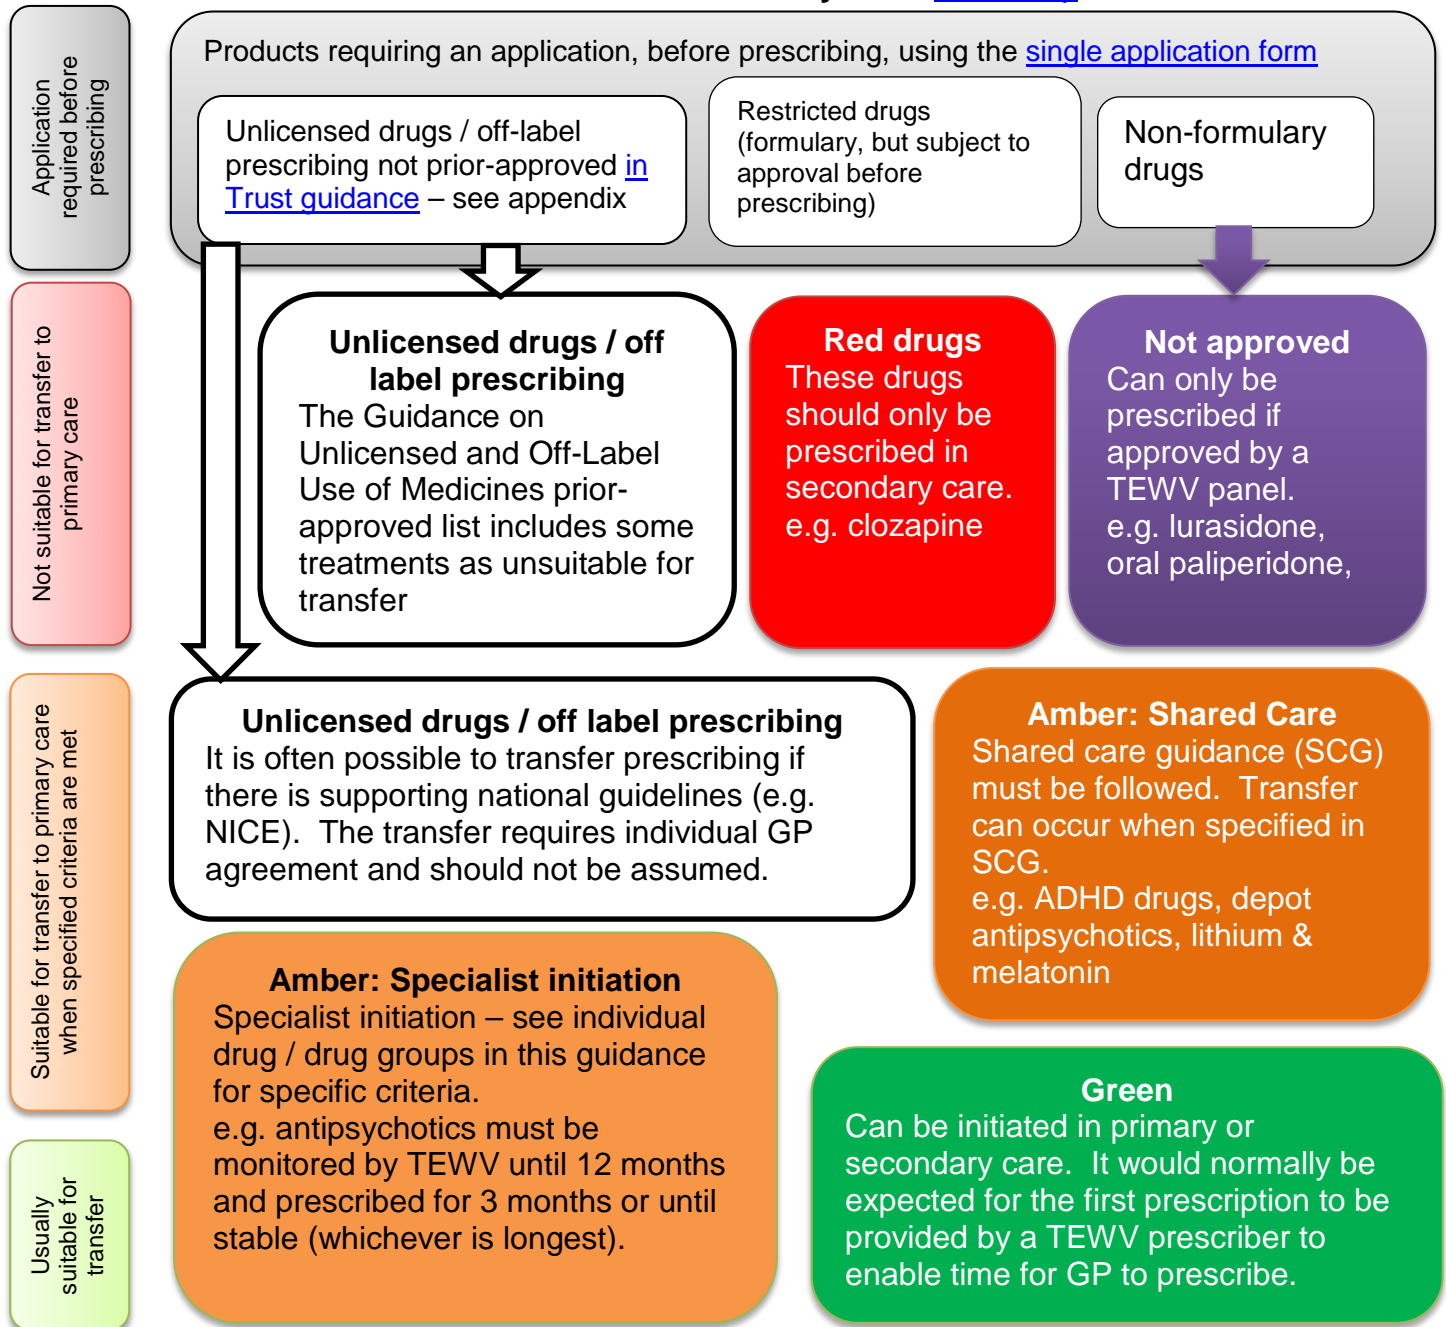 Application
required before
prescribing
Products requiring an application, before prescribing, using the single application form
Unlicensed drugs / off-label
prescribing not prior-approved in
Trust guidance – see appendix
Restricted drugs
(formulary, but subject to
approval before
prescribing)
Non-formulary
drugs
Not suitable for transfer to
primary care
Unlicensed drugs / off
label prescribing
The Guidance on
Unlicensed and Off-Label
Use of Medicines prior-
approved list includes some
treatments as unsuitable for
transfer
Red drugs
These drugs
should only be
prescribed in
secondary care.
e.g. clozapine
Not approved
Can only be
prescribed if
approved by a
TEWV panel.
e.g. lurasidone,
oral paliperidone,
Suitable for transfer to primary care
when specified criteria are met
Unlicensed drugs / off label prescribing
It is often possible to transfer prescribing if
there is supporting national guidelines (e.g.
NICE).  The transfer requires individual GP
agreement and should not be assumed.
Amber: Shared Care
Shared care guidance (SCG)
must be followed.  Transfer
can occur when specified in
SCG.
e.g. ADHD drugs, depot
antipsychotics, lithium &
melatonin
Amber: Specialist initiation
Specialist initiation – see individual
drug / drug groups in this guidance
for specific criteria.
e.g. antipsychotics must be
monitored by TEWV until 12 months
and prescribed for 3 months or until
stable (whichever is longest).
Usually
suitable for
transfer
Green
Can be initiated in primary or
secondary care.  It would normally be
expected for the first prescription to be
provided by a TEWV prescriber to
enable time for GP to prescribe.